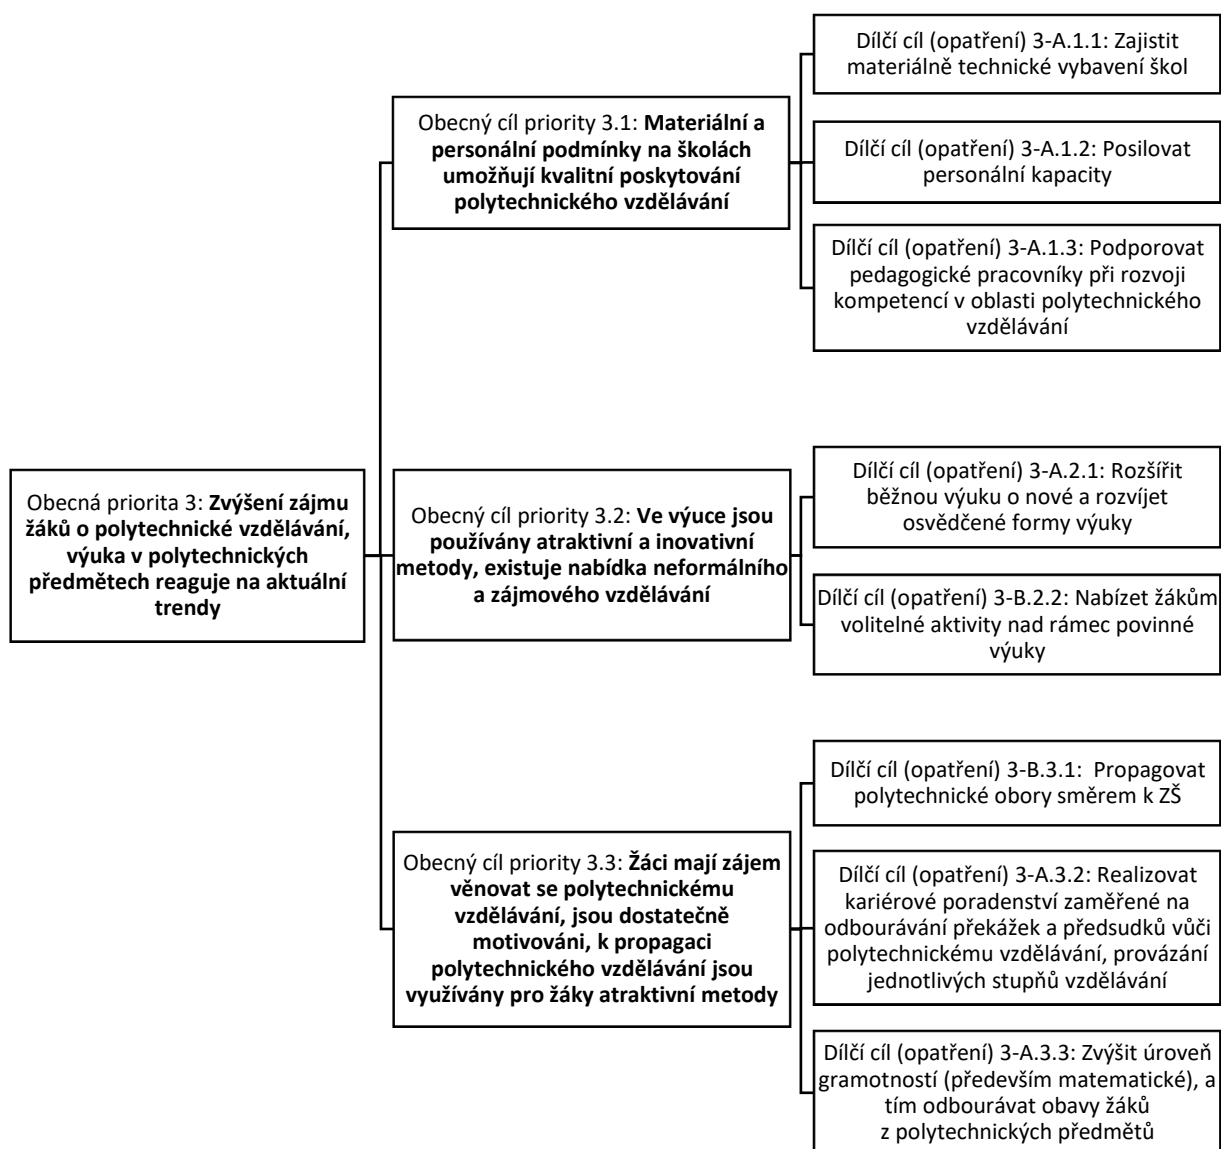 Obecná priorita 3: Zvýšení zájmu
žáků o polytechnické vzdělávání,
výuka v polytechnických
předmětech reaguje na aktuální
trendy
Obecný cíl priority 3.1: Materiální a
personální podmínky na školách
umožňují kvalitní poskytování
polytechnického vzdělávání
Dílčí cíl (opatření) 3-A.1.1: Zajistit
materiálně technické vybavení škol
Dílčí cíl (opatření) 3-A.1.2: Posilovat
personální kapacity
Dílčí cíl (opatření) 3-A.1.3: Podporovat
pedagogické pracovníky při rozvoji
kompetencí v oblasti polytechnického
vzdělávání
Obecný cíl priority 3.2: Ve výuce jsou
používány atraktivní a inovativní
metody, existuje nabídka neformálního
a zájmového vzdělávání
Dílčí cíl (opatření) 3-A.2.1: Rozšířit
běžnou výuku o nové a rozvíjet
osvědčené formy výuky
Dílčí cíl (opatření) 3-B.2.2: Nabízet žákům
volitelné aktivity nad rámec povinné
výuky
Obecný cíl priority 3.3: Žáci mají zájem
věnovat se polytechnickému
vzdělávání, jsou dostatečně
motivováni, k propagaci
polytechnického vzdělávání jsou
využívány pro žáky atraktivní metody
Dílčí cíl (opatření) 3-B.3.1: Propagovat
polytechnické obory směrem k ZŠ
Dílčí cíl (opatření) 3-A.3.2: Realizovat
kariérové poradenství zaměřené na
odbourávání překážek a předsudků vůči
polytechnickému vzdělávání, provázání
jednotlivých stupňů vzdělávání
Dílčí cíl (opatření) 3-A.3.3: Zvýšit úroveň
gramotností (především matematické), a
tím odbourávat obavy žáků
z polytechnických předmětů